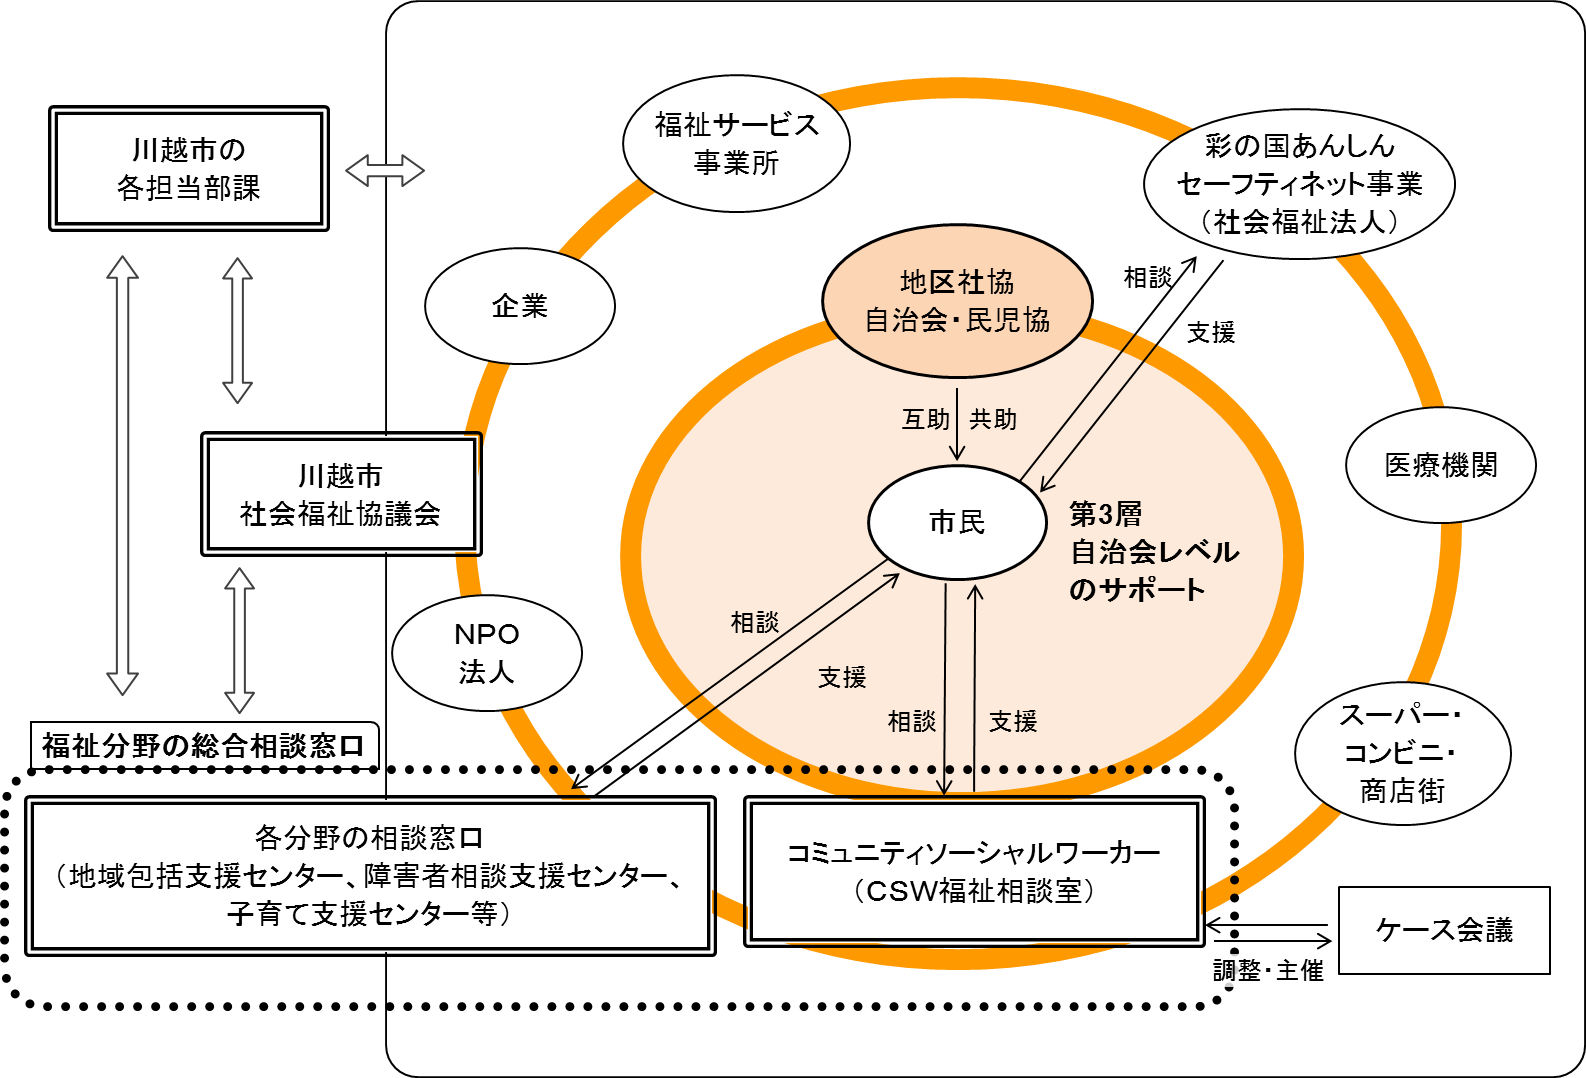 川越市の
各担当部課
福祉サービス
事業所
彩の国あんしん
セーフティネット事業
（社会福祉法人）
企業
地区社協
自治会・民児協
相談
支援
互助
共助
川越市
社会福祉協議会
市民
第3層
自治会レベル
のサポート
医療機関
NPO
法人
相談
支援
相談
支援
スーパー・
コンビニ・
商店街
福祉分野の総合相談窓口
各分野の相談窓口
（地域包括支援センター、障害者相談支援センター、
子育て支援センター等）
コミュニティソーシャルワーカー
（CSW福祉相談室）
ケース会議
調整・主催